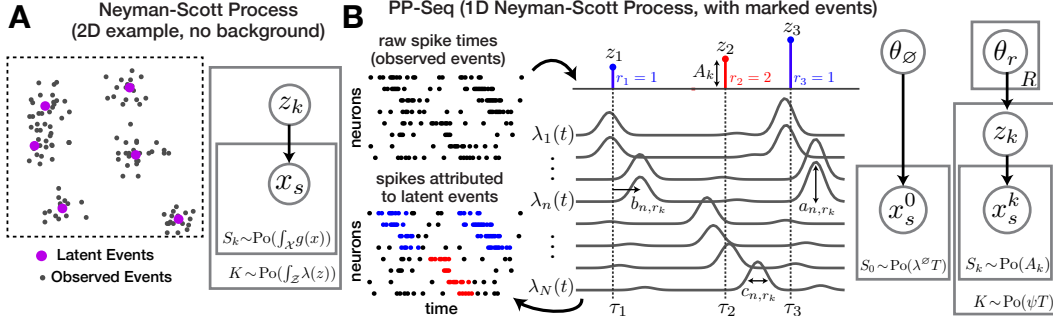 A
Neyman-Scott Process
(2D example, no background)
Latent Events
Observed Events
z_k
x_s
S_k∼Po(∫_𝒳 g(x))
K∼Po(∫_𝒵 λ(z))
B
PP-Seq (1D Neyman-Scott Process, with marked events)
raw spike times
(observed events)
neurons
spikes attributed
to latent events
neurons
time
z_1
z_2
z_3
r_1 = 1
A_k
r_2 = 2
r_3 = 1
λ_1(t)
⋮
λ_n(t)
⋮
λ_N(t)
b_{n,r_k}
a_{n,r_k}
c_{n,r_k}
τ_1
τ_2
τ_3
θ_∅
x_s^0
S_0∼Po(λ^∅T)
θ_r
R
z_k
x_s^k
S_k∼Po(A_k)
K∼Po(ψT)